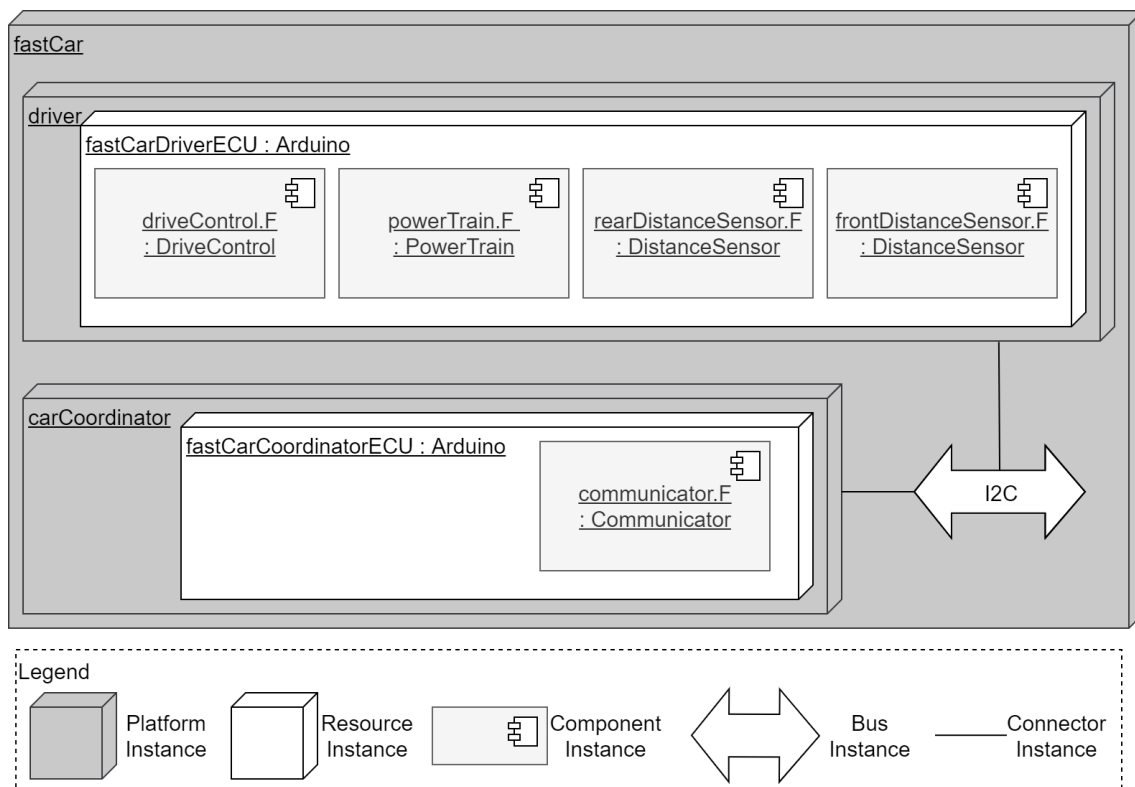 fastCar
driver
fastCarDriverECU : Arduino
driveControl.F
: DriveControl
powerTrain.F
: PowerTrain
rearDistanceSensor.F
: DistanceSensor
frontDistanceSensor.F
: DistanceSensor
carCoordinator
fastCarCoordinatorECU : Arduino
communicator.F
: Communicator
I2C
Legend
Platform
Instance
Resource
Instance
Component
Instance
Bus
Instance
Connector
Instance